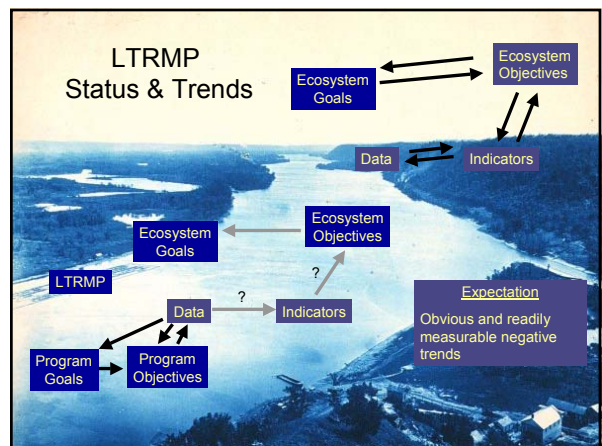 LTRMP
Status & Trends
Ecosystem
Goals
Ecosystem
Objectives
Data
Indicators
Ecosystem
Goals
Ecosystem
Objectives
LTRMP
?
?
Data
Indicators
Program
Goals
Program
Objectives
Expectation
Obvious and readily
measurable negative
trends